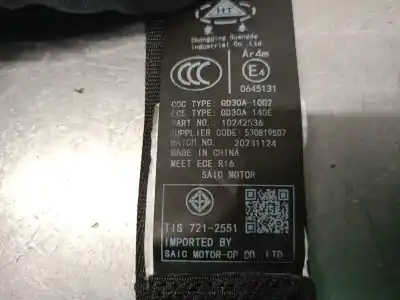 HT
Chongqing Guangda
Industrial Co.,Ltd
Ar4m
CCC
E4
0645131
CQC TYPE: GD30A-1002
ECE TYPE: GD30A-140E
PART NO. 10242536
SUPPLIER CODE: 530819507
BATCH NO. 20231124
MADE IN CHINA
MEET ECE R16
SAIC MOTOR
TIS 721-2551
IMPORTED BY
SAIC MOTOR-CP CO.,LTD